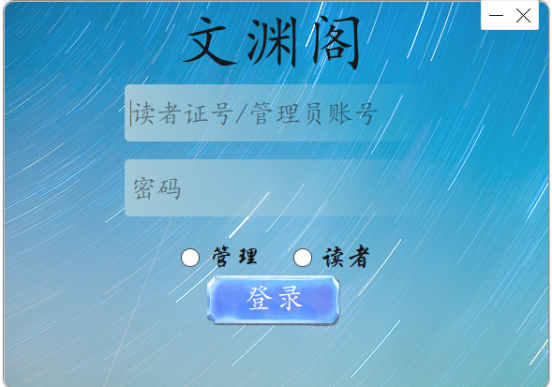 文渊阁
读者证号/管理员账号
密码
管理 读者
登录